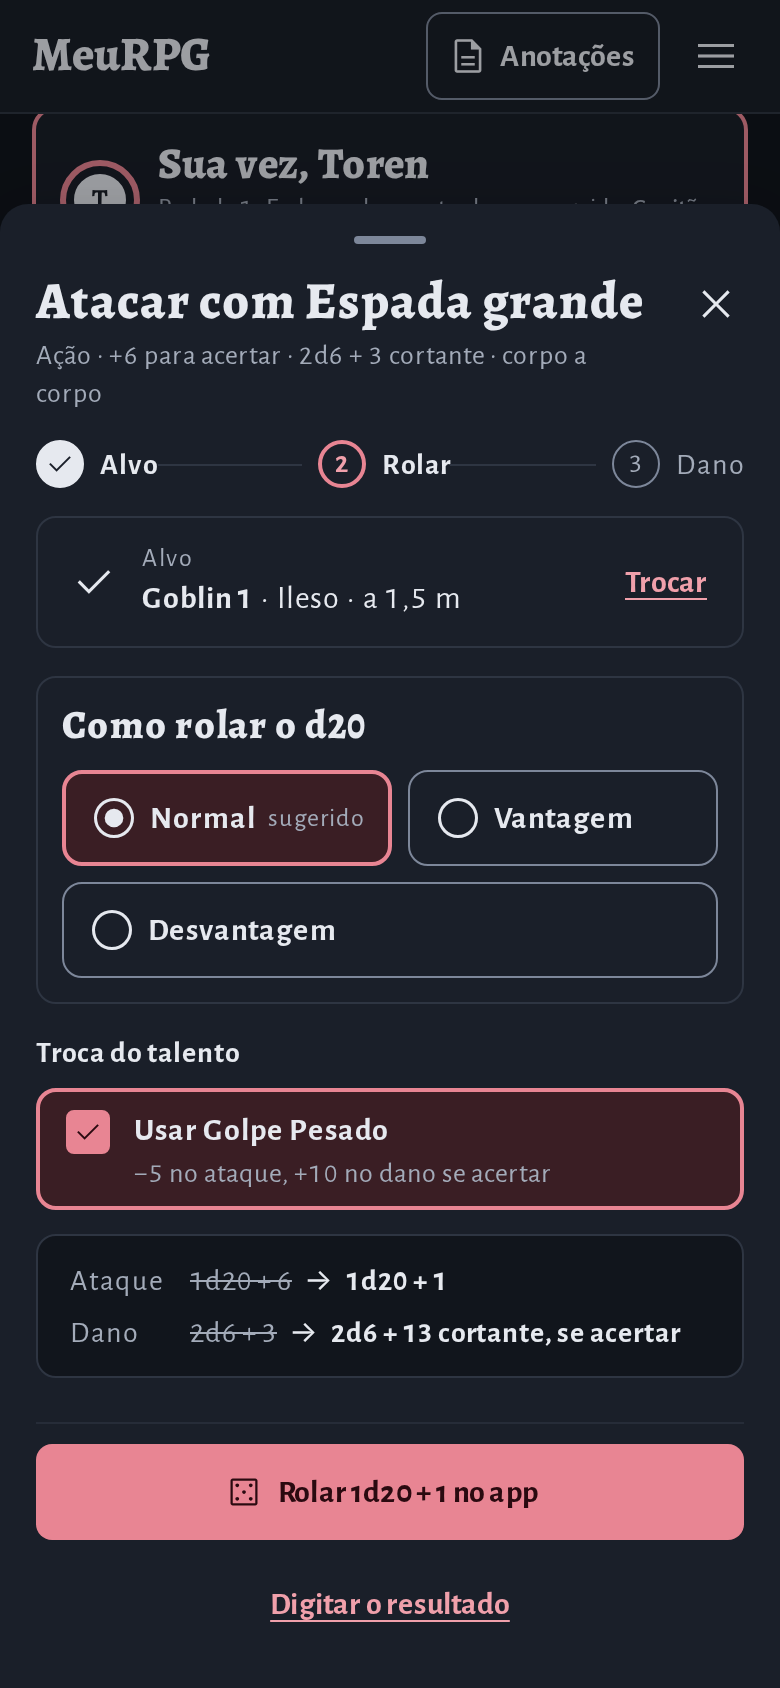 MeuRPG
Anotações
Sua vez, Toren
T
Atacar com Espada grande
Ação · +6 para acertar · 2d6 + 3 cortante · corpo a
corpo
Alvo
2 Rolar
3 Dano
Alvo
Goblin 1 · Ileso · a 1,5 m
Trocar
Como rolar o d20
Normal sugerido
Vantagem
Desvantagem
Troca do talento
Usar Golpe Pesado
−5 no ataque, +10 no dano se acertar
Ataque 1d20 + 6 → 1d20 + 1
Dano 2d6 + 3 → 2d6 + 13 cortante, se acertar
Rolar 1d20 + 1 no app
Digitar o resultado